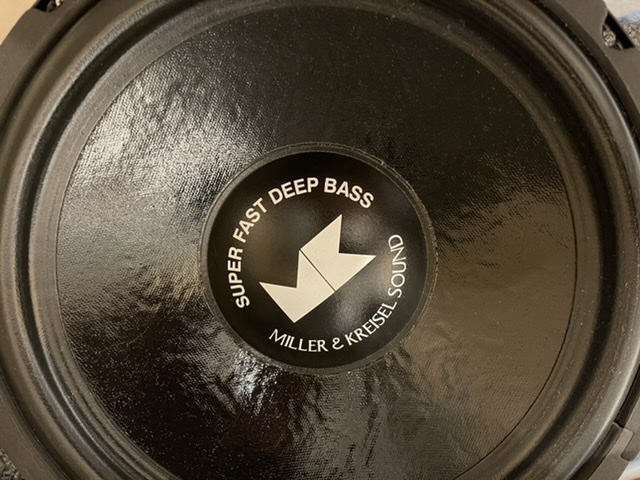 SUPER FAST DEEP BASS
MILLER & KREISEL SOUND